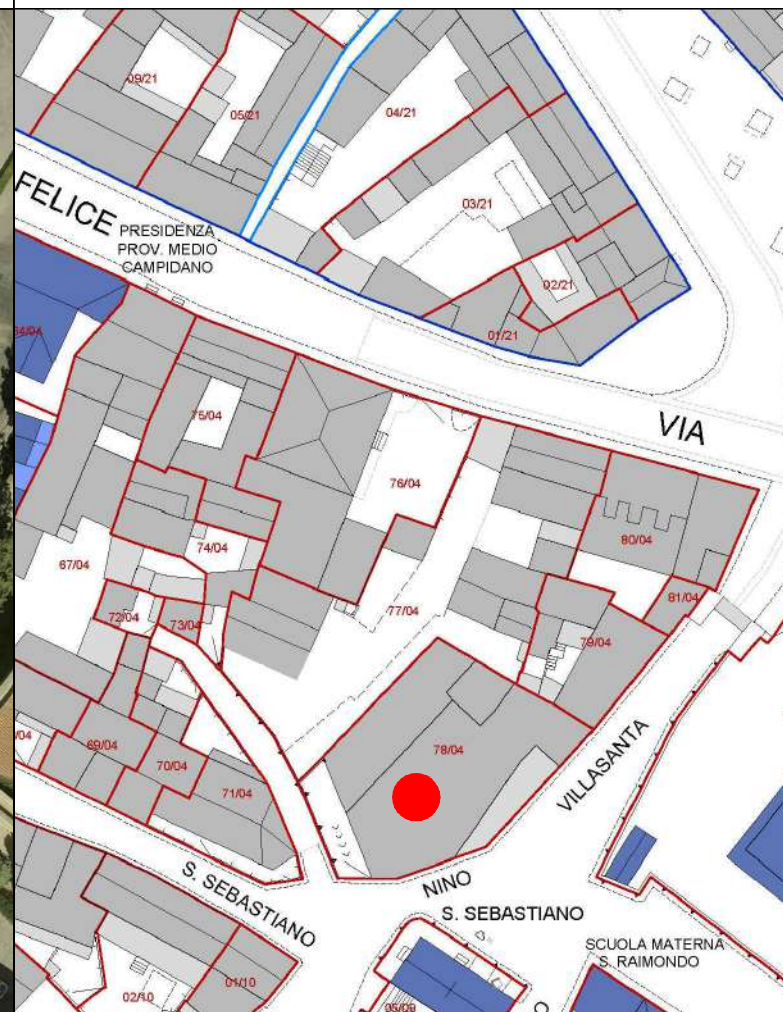 09/21
05/21
04/21
03/21
02/21
01/21
FELICE
PRESIDENZA
PROV. MEDIO
CAMPIDANO
VIA
75/04
76/04
74/04
67/04
77/04
80/04
81/04
72/04
73/04
79/04
78/04
69/04
70/04
71/04
/04
VILLASANTA
S. SEBASTIANO
NINO
S. SEBASTIANO
SCUOLA MATERNA
S. RAIMONDO
01/10
02/10
05/09